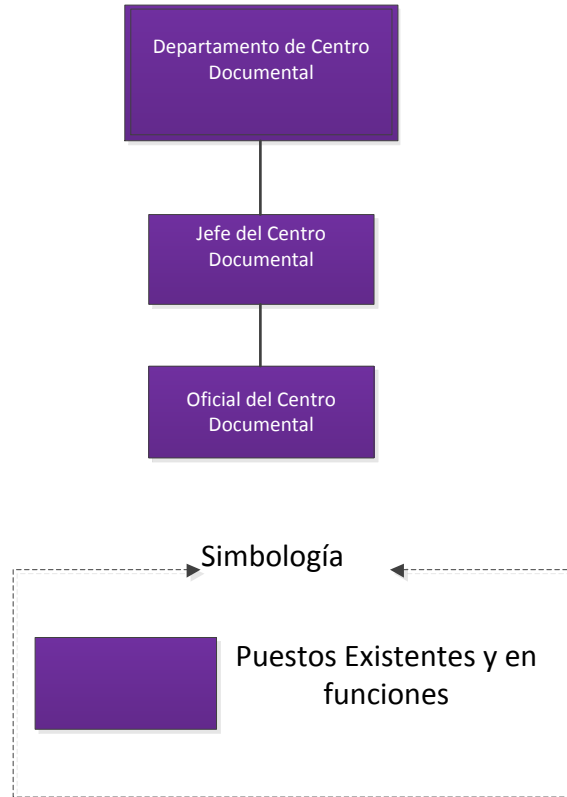 Departamento de Centro
Documental
Jefe del Centro
Documental
Oficial del Centro
Documental
Simbología
Puestos Existentes y en
funciones